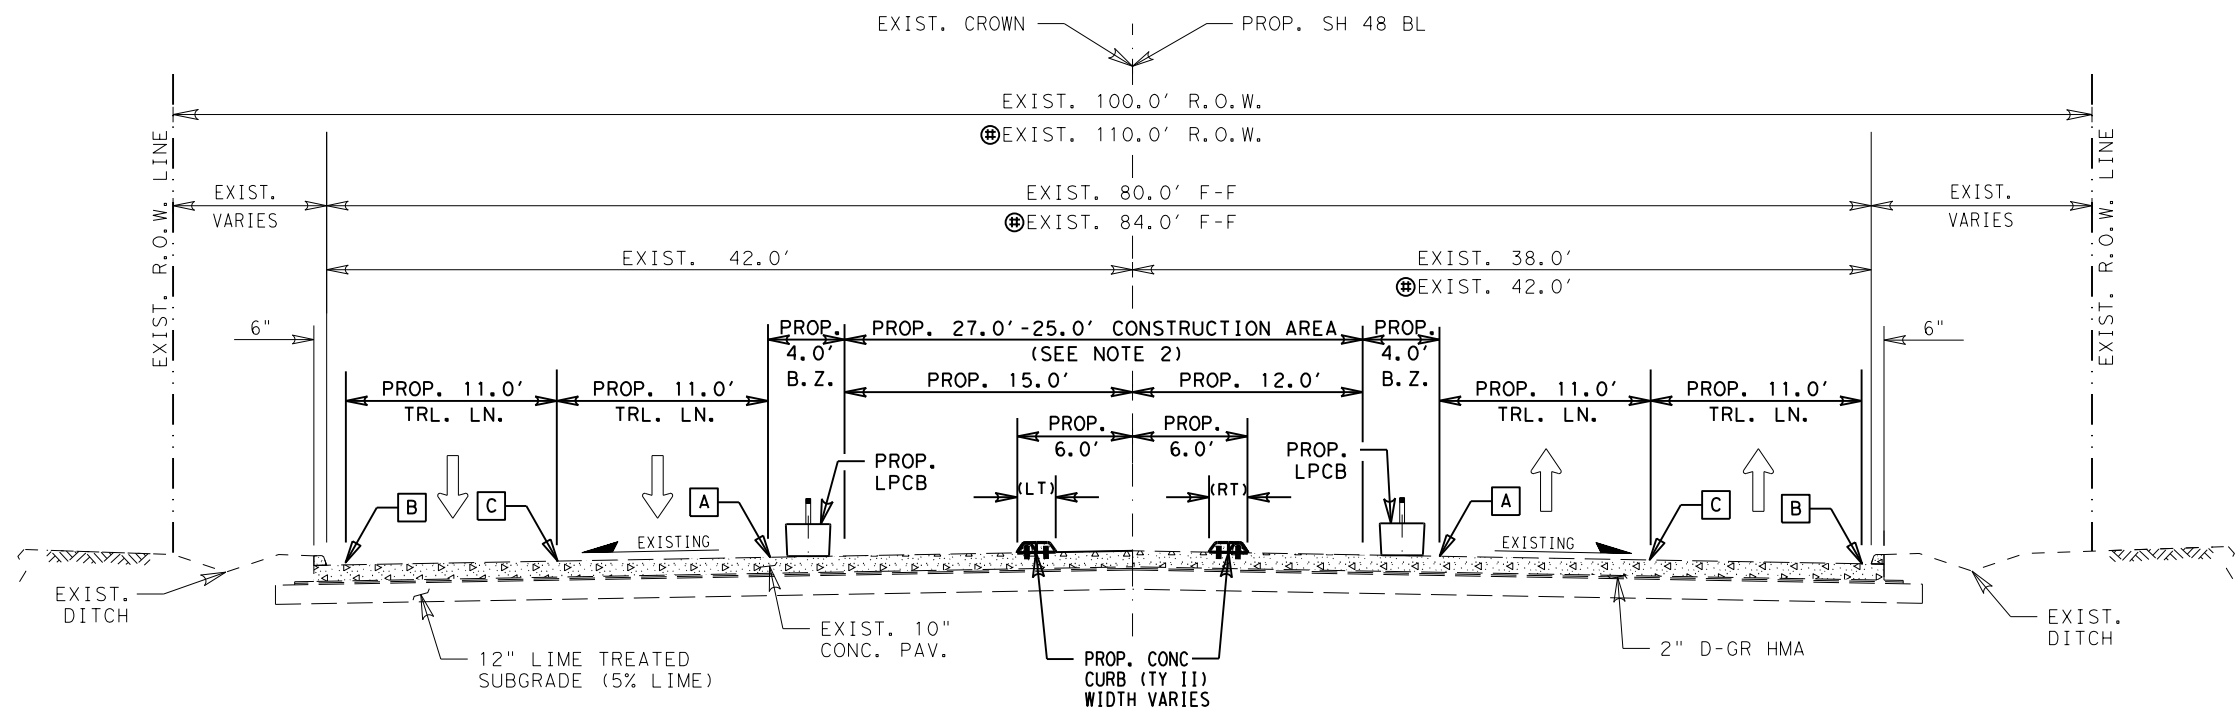 EXIST. CROWN
PROP. SH 48 BL
EXIST. 100.0' R.O.W.
#EXIST. 110.0' R.O.W.
EXIST. R.O.W. LINE
EXIST. R.O.W. LINE
EXIST.
VARIES
EXIST. 80.0' F-F
#EXIST. 84.0' F-F
EXIST.
VARIES
EXIST. 42.0'
EXIST. 38.0'
#EXIST. 42.0'
6"
PROP.
4.0'
B.Z.
PROP. 27.0'-25.0' CONSTRUCTION AREA
(SEE NOTE 2)
PROP.
4.0'
B.Z.
6"
PROP. 11.0'
TRL. LN.
PROP. 11.0'
TRL. LN.
PROP. 15.0'
PROP. 12.0'
PROP. 11.0'
TRL. LN.
PROP. 11.0'
TRL. LN.
PROP.
6.0'
PROP.
6.0'
PROP.
LPCB
PROP.
LPCB
(LT)
(RT)
B
C
A
A
C
B
EXISTING
EXISTING
EXIST.
DITCH
12" LIME TREATED
SUBGRADE (5% LIME)
EXIST. 10"
CONC. PAV.
PROP. CONC
CURB (TY II)
WIDTH VARIES
2" D-GR HMA
EXIST.
DITCH